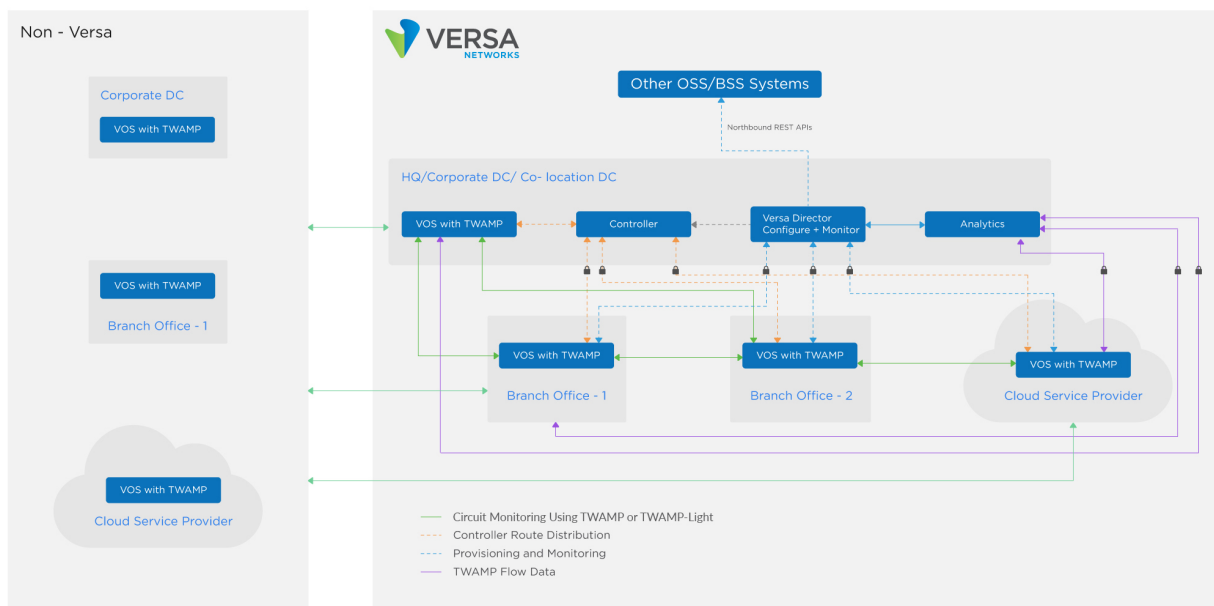 Non - Versa
Corporate DC
VOS with TWAMP
VOS with TWAMP
Branch Office - 1
VOS with TWAMP
Cloud Service Provider
VERSA
NETWORKS
Other OSS/BSS Systems
Northbound REST APIs
HQ/Corporate DC/ Co- location DC
VOS with TWAMP
Controller
Versa Director
Configure + Monitor
Analytics
VOS with TWAMP
Branch Office - 1
VOS with TWAMP
Branch Office - 2
VOS with TWAMP
Cloud Service Provider
Circuit Monitoring Using TWAMP or TWAMP-Light
Controller Route Distribution
Provisioning and Monitoring
TWAMP Flow Data